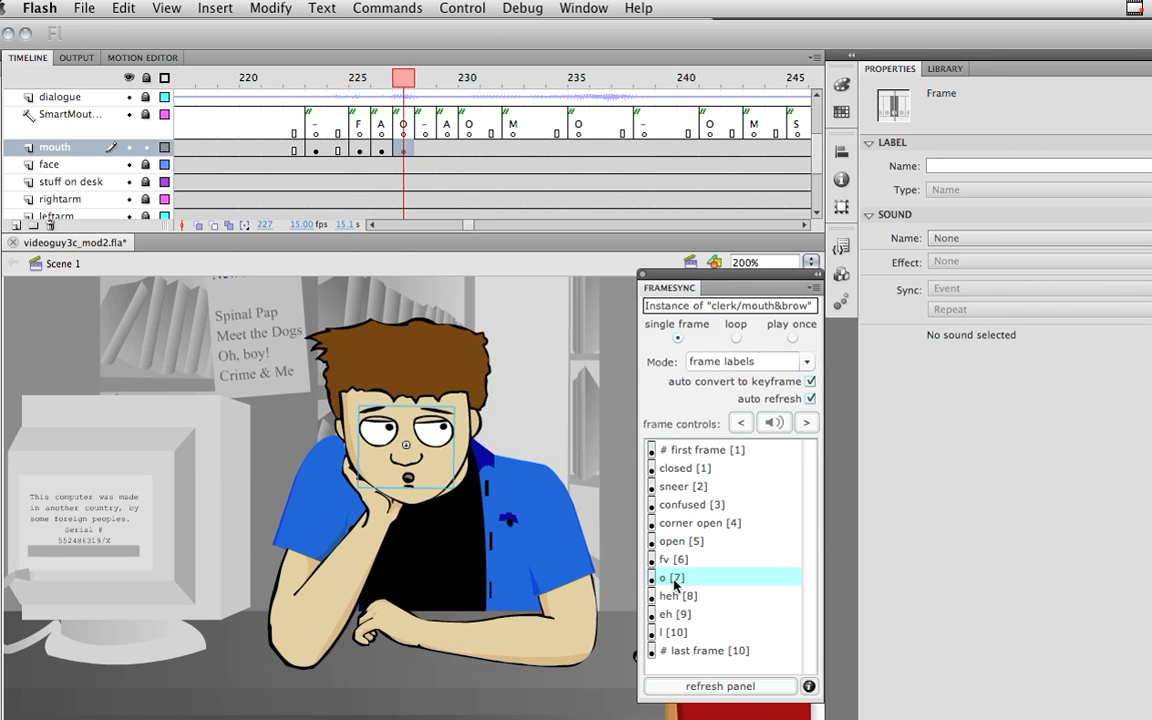 Flash File Edit View Insert Modify Text Commands Control Debug Window Help
Fl
TIMELINE OUTPUT MOTION EDITOR
PROPERTIES LIBRARY
220 225 230 235 240 245
Frame
dialogue
SmartMout...
- F A O - A O M O - O M S
mouth
face
stuff on desk
rightarm
leftarm
LABEL
Name:
Type: Name
SOUND
Name: None
Effect: None
Sync: Event
Repeat
No sound selected
227 15.00 fps 15.1 s
videoguy3c_mod2.fla*
Scene 1
200%
Spinal Pap
Meet the Dogs
Oh, boy!
Crime & Me
This computer was made
in another country, by
some foreign peoples.
Serial #
552486319/X
FRAMESYNC
Instance of "clerk/mouth&brow"
single frame loop play once
Mode: frame labels
auto convert to keyframe
auto refresh
frame controls: < >
# first frame [1]
closed [1]
sneer [2]
confused [3]
corner open [4]
open [5]
fv [6]
o [7]
heh [8]
eh [9]
l [10]
# last frame [10]
refresh panel